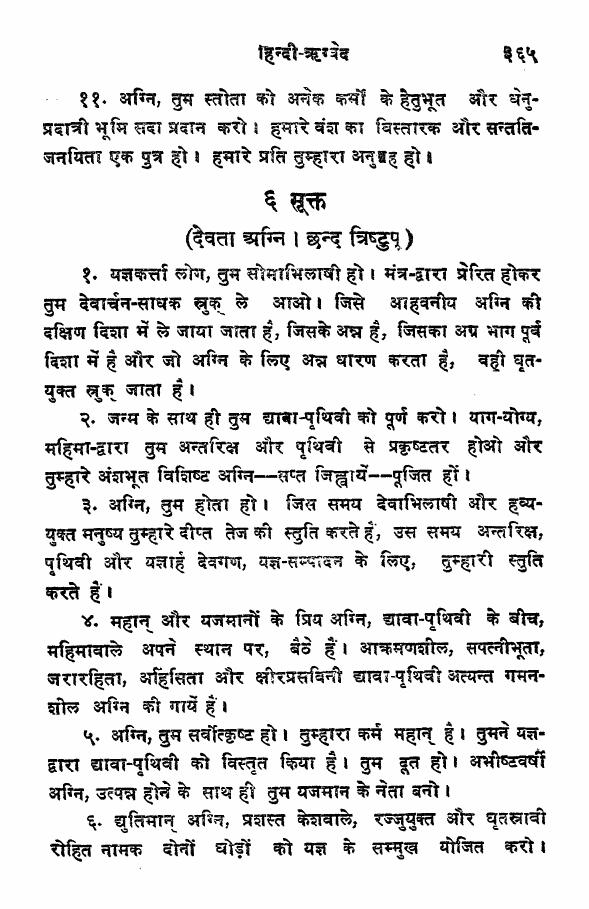 हिन्दी-ऋग्वेद ३६५
११. अग्नि, तुम स्तोता को अनेक कर्मों के हेतुभूत और धेनु-
प्रदात्री भूमि सदा प्रदान करो। हमारे वंश का विस्तारक और सन्तति-
जनयिता एक पुत्र हो। हमारे प्रति तुम्हारा अनुग्रह हो।
६ सूक्त
(देवता अग्नि। छन्द त्रिष्टुप्)
१. यज्ञकर्त्ता लोग, तुम सोमाभिलाषी हो। मंत्र-द्वारा प्रेरित होकर
तुम देवार्चन-साधक स्रुक् ले आओ। जिसे आहवनीय अग्नि की
दक्षिण दिशा में ले जाया जाता है, जिसके अन्न है, जिसका अग्र भाग पूर्व
दिशा में है और जो अग्नि के लिए अन्न धारण करता है, वही घृत-
युक्त स्रुक् जाता है।
२. जन्म के साथ ही तुम द्यावा-पृथिवी को पूर्ण करो। याग-योग्य,
महिमा-द्वारा तुम अन्तरिक्ष और पृथिवी से प्रकृष्टतर होओ और
तुम्हारे अंशभूत विशिष्ट अग्नि--सप्त जिह्वायें--पूजित हों।
३. अग्नि, तुम होता हो। जिस समय देवाभिलाषी और हव्य-
युक्त मनुष्य तुम्हारे दीप्त तेज की स्तुति करते हैं, उस समय अन्तरिक्ष,
पृथिवी और यज्ञार्ह देवगण, यज्ञ-सम्पादन के लिए, तुम्हारी स्तुति
करते हैं।
४. महान् और यजमानों के प्रिय अग्नि, द्यावा-पृथिवी के बीच,
महिमावाले अपने स्थान पर, बैठे हैं। आक्रमणशील, सपत्नीभूता,
जरारहिता, अहिंसिता और क्षीरप्रसविनी द्यावा-पृथिवी अत्यन्त गमन-
शील अग्नि की गायें हैं।
५. अग्नि, तुम सर्वोत्कृष्ट हो। तुम्हारा कर्म महान् है। तुमने यज्ञ-
द्वारा द्यावा-पृथिवी को विस्तृत किया है। तुम दूत हो। अभीष्टवर्षी
अग्नि, उत्पन्न होने के साथ ही तुम यजमान के नेता बनो।
६. द्युतिमान् अग्नि, प्रशस्त केशवाले, रज्जुयुक्त और घृतस्रावी
रोहित नामक दोनों घोड़ों को यज्ञ के सम्मुख योजित करो।